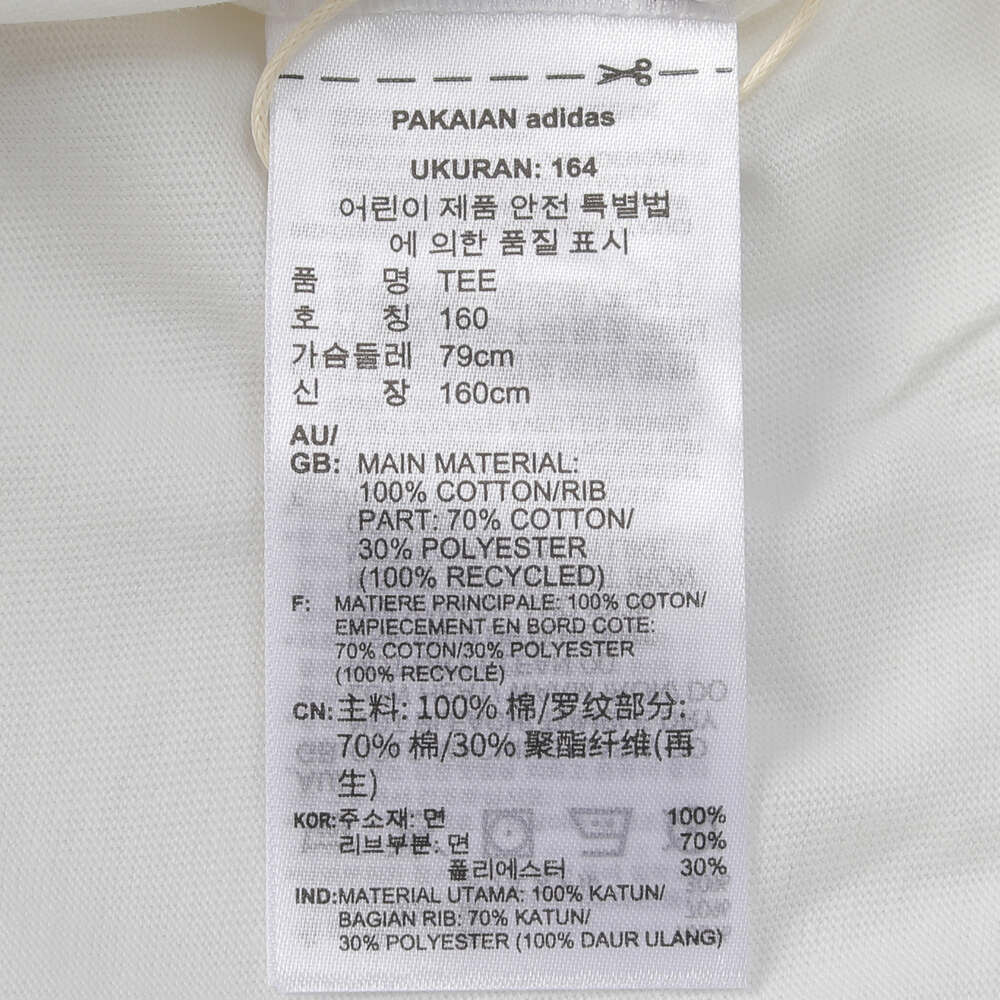 PAKAIAN adidas
UKURAN: 164
어린이 제품 안전 특별법
에 의한 품질 표시
품 명 TEE
호 칭 160
가슴둘레 79cm
신 장 160cm
AU/
GB: MAIN MATERIAL:
100% COTTON/RIB
PART: 70% COTTON/
30% POLYESTER
(100% RECYCLED)
F: MATIERE PRINCIPALE: 100% COTON/
EMPIECEMENT EN BORD COTE:
70% COTON/30% POLYESTER
(100% RECYCLÉ)
CN: 主料: 100% 棉/罗纹部分:
70% 棉/30% 聚酯纤维(再
生)
KOR: 주소재: 면 100%
리브부분: 면 70%
폴리에스터 30%
IND: MATERIAL UTAMA: 100% KATUN/
BAGIAN RIB: 70% KATUN/
30% POLYESTER (100% DAUR ULANG)